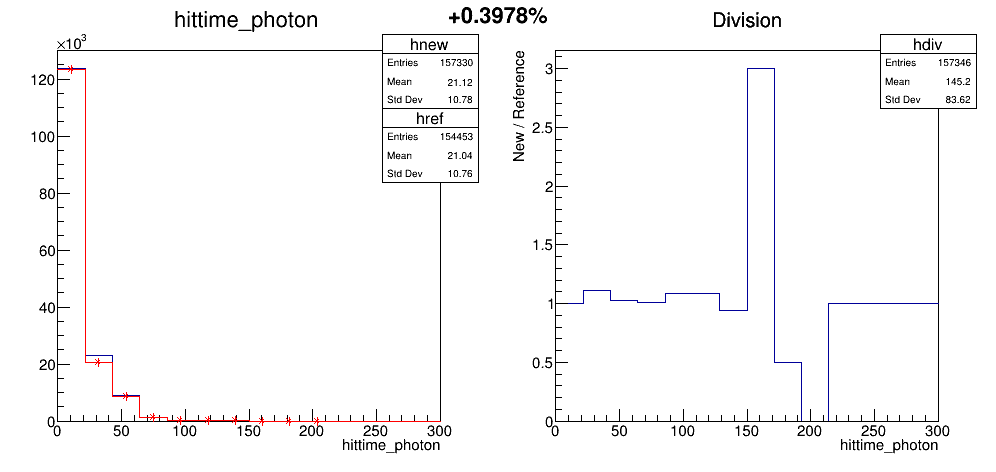 +0.3978%
hittime_photon
×10³
hnew
Entries 157330
Mean 21.12
Std Dev 10.78
href
Entries 154453
Mean 21.04
Std Dev 10.76
120
100
80
60
40
20
0
0 50 100 150 200 250 300
hittime_photon
Division
hdiv
Entries 157346
Mean 145.2
Std Dev 83.62
New / Reference
3
2.5
2
1.5
1
0.5
0
0 50 100 150 200 250 300
hittime_photon